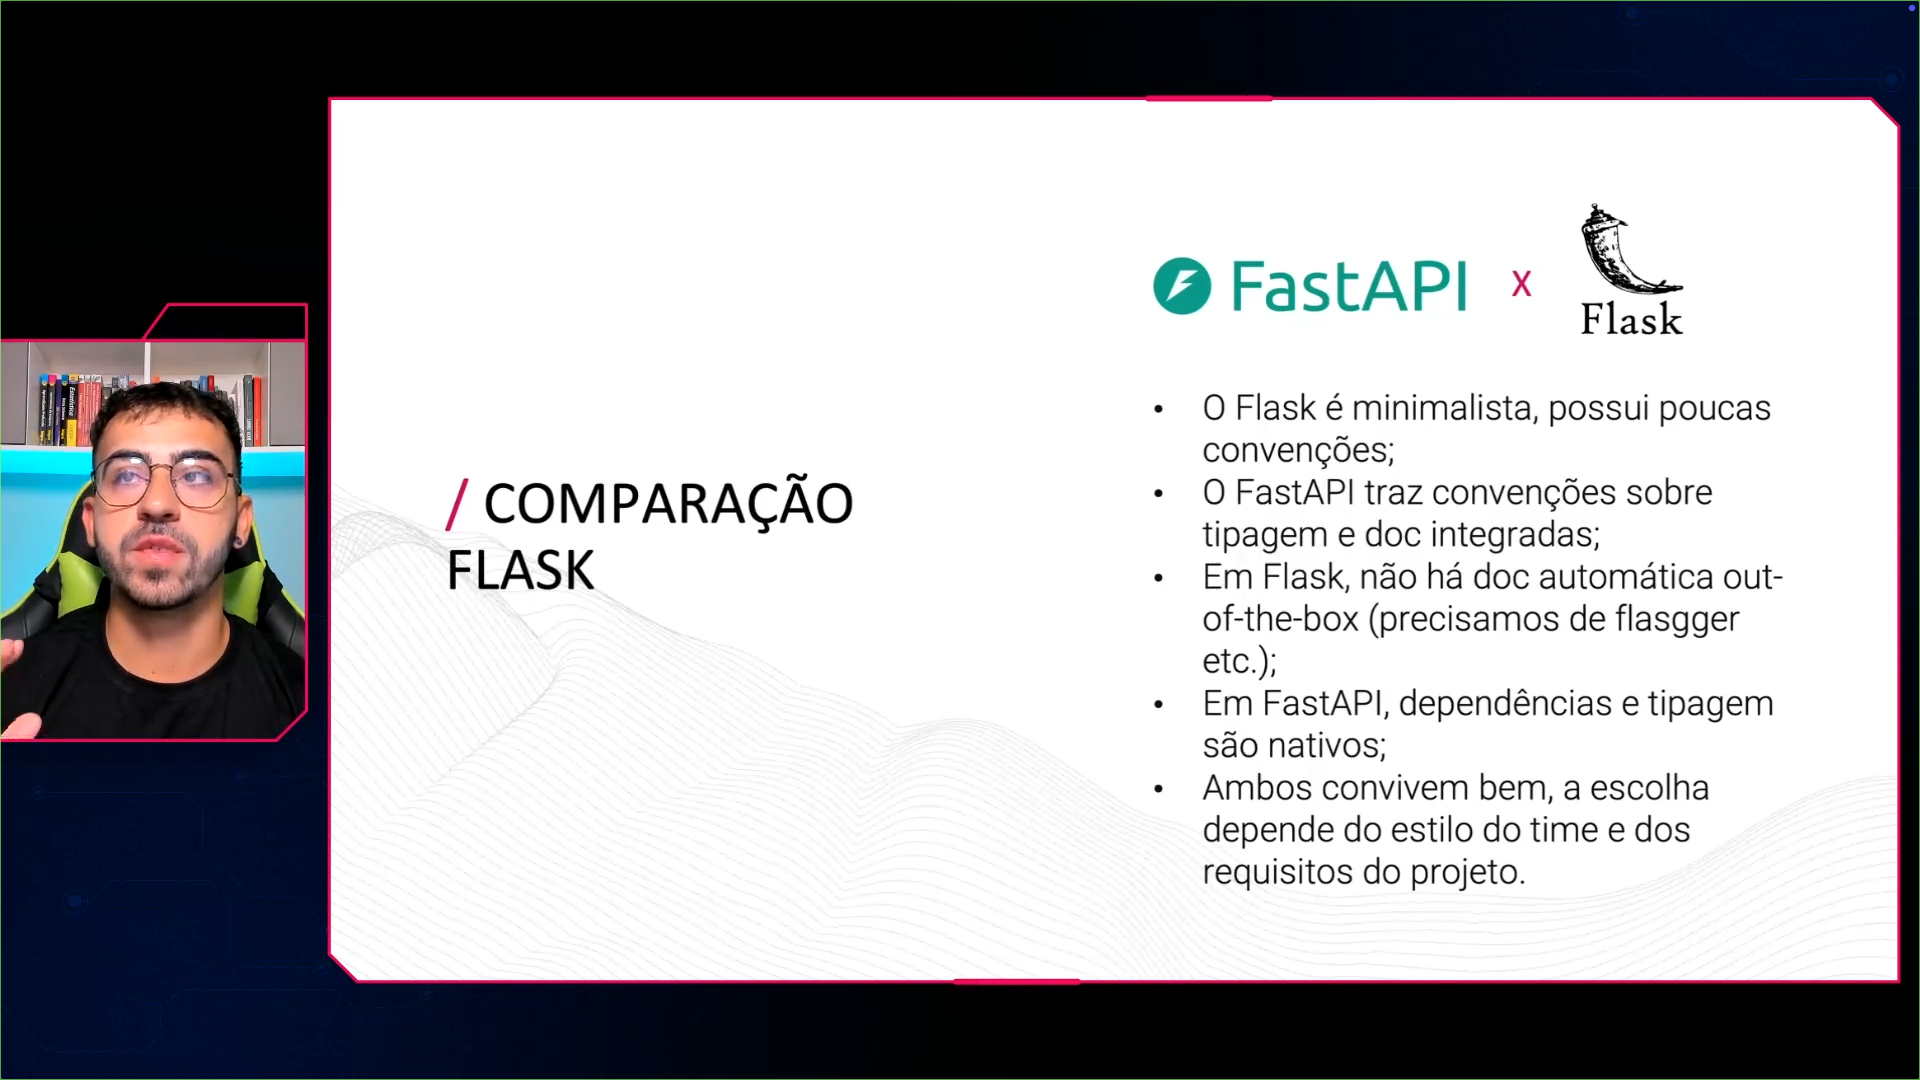 / COMPARAÇÃO
FLASK
FastAPI x Flask
• O Flask é minimalista, possui poucas
convenções;
• O FastAPI traz convenções sobre
tipagem e doc integradas;
• Em Flask, não há doc automática out-
of-the-box (precisamos de flasgger
etc.);
• Em FastAPI, dependências e tipagem
são nativos;
• Ambos convivem bem, a escolha
depende do estilo do time e dos
requisitos do projeto.